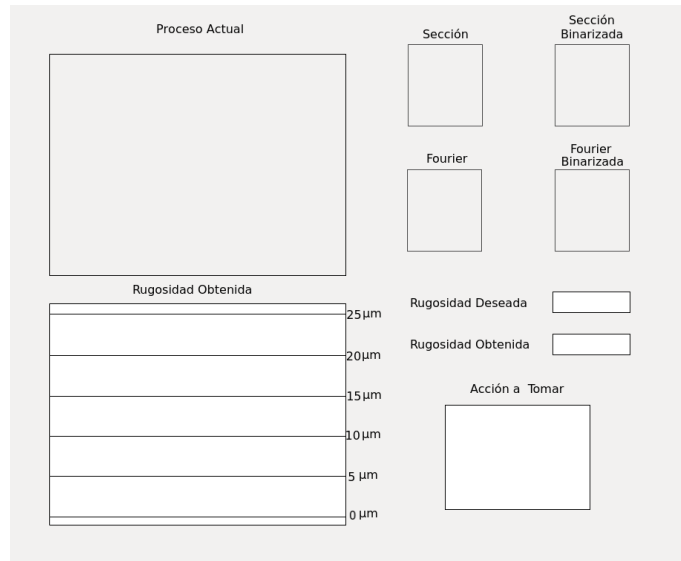 Proceso Actual
Sección
Sección
Binarizada
Fourier
Fourier
Binarizada
Rugosidad Obtenida
25 µm
20 µm
15 µm
10 µm
5 µm
0 µm
Rugosidad Deseada
Rugosidad Obtenida
Acción a Tomar